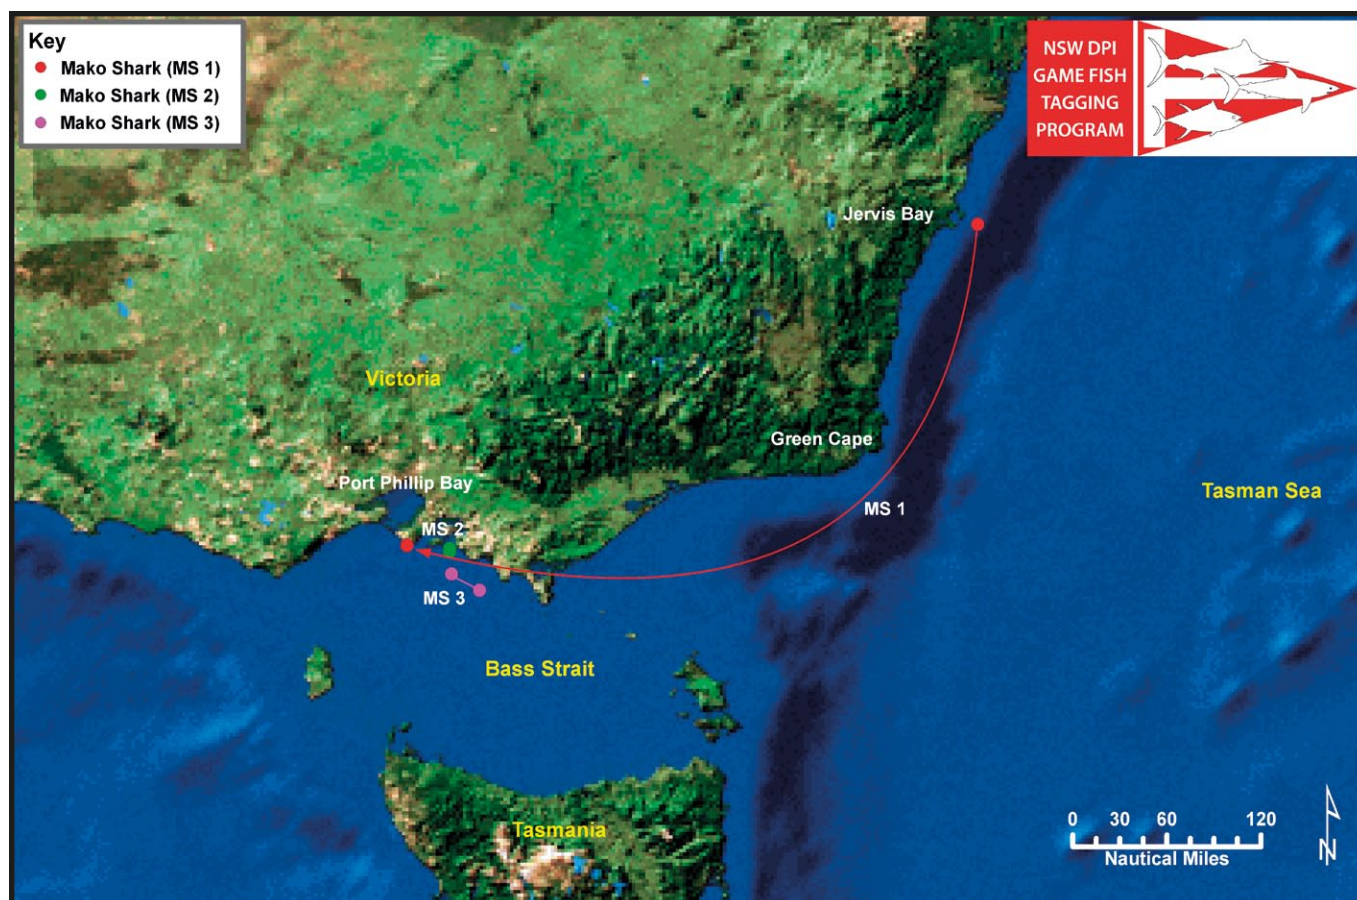 Key
Mako Shark (MS 1)
Mako Shark (MS 2)
Mako Shark (MS 3)
NSW DPI
GAME FISH
TAGGING
PROGRAM
Jervis Bay
Victoria
Green Cape
Port Phillip Bay
Tasman Sea
MS 1
MS 2
MS 3
Bass Strait
Tasmania
0 30 60 120
Nautical Miles
N